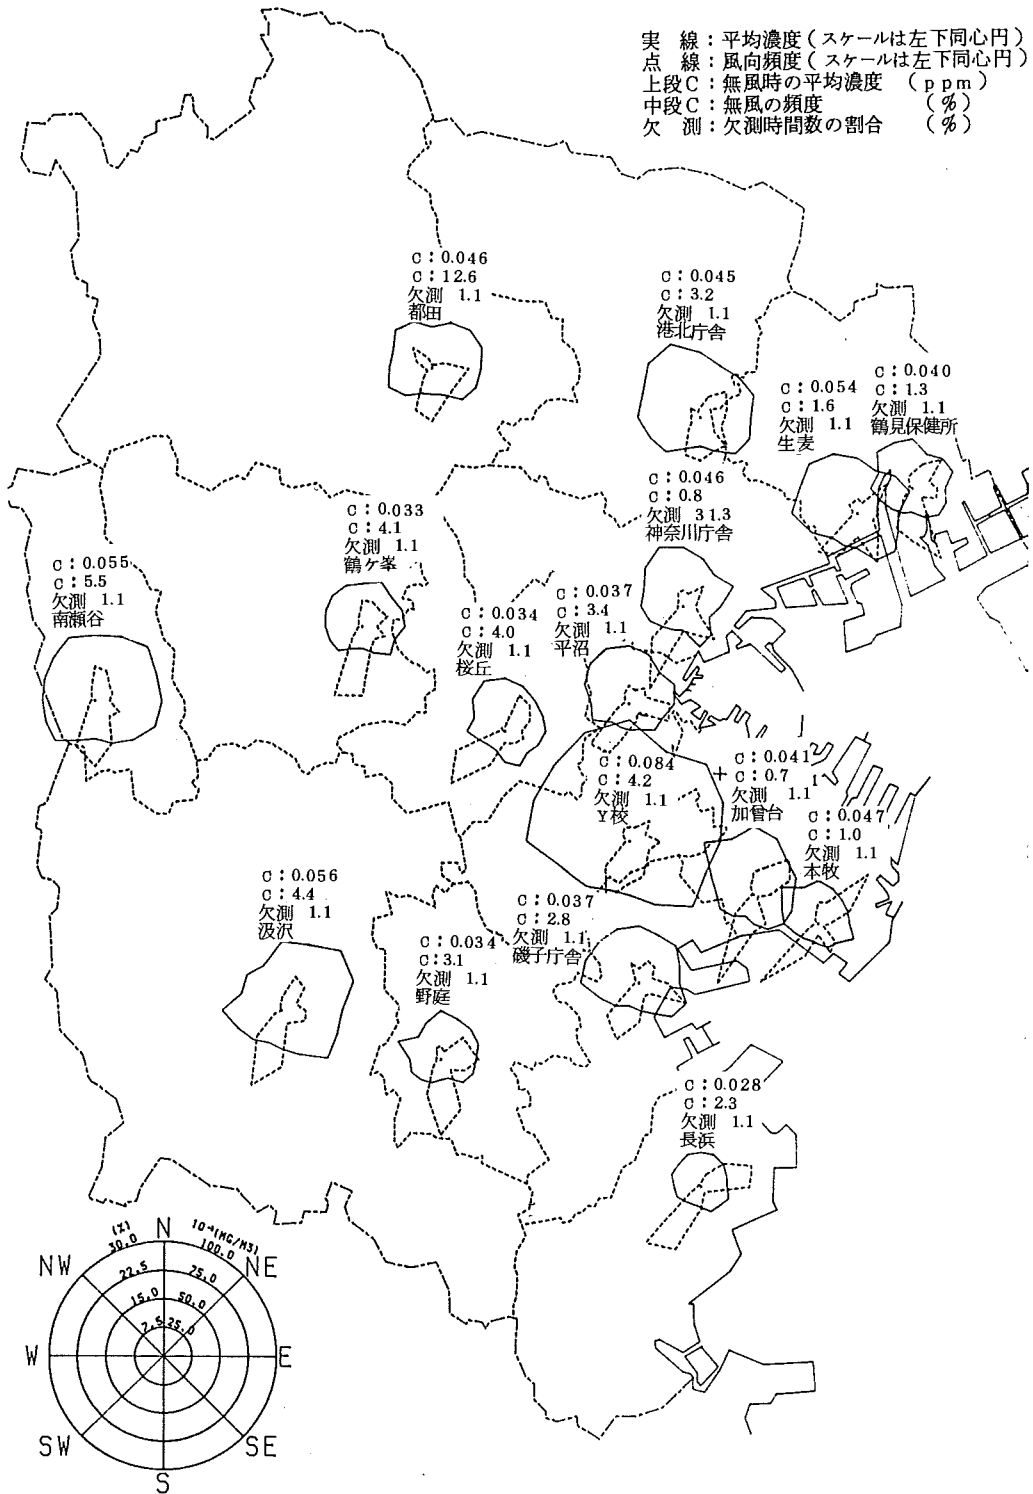 実 線：平均濃度（スケールは左下同心円）
点 線：風向頻度（スケールは左下同心円）
上段C：無風時の平均濃度 （ppm）
中段C：無風の頻度 （%）
欠 測：欠測時間数の割合 （%）
C：0.046
C：12.6
欠測 1.1
都田
C：0.045
C：3.2
欠測 1.1
港北庁舎
C：0.040
C：1.3
欠測 1.1
鶴見保健所
C：0.054
C：1.6
欠測 1.1
生麦
C：0.046
C：0.8
欠測 31.3
神奈川庁舎
C：0.033
C：4.1
欠測 1.1
鶴ケ峯
C：0.055
C：5.5
欠測 1.1
南瀬谷
C：0.037
C：3.4
欠測 1.1
平沼
C：0.034
C：4.0
欠測 1.1
桜丘
C：0.084
C：4.2
欠測 1.1
Y校
C：0.041
C：0.7
欠測 1.1
加曽台
C：0.047
C：1.0
欠測 1.1
本牧
C：0.056
C：4.4
欠測 1.1
汲沢
C：0.037
C：2.8
欠測 1.1
磯子庁舎
C：0.034
C：3.1
欠測 1.1
野庭
C：0.028
C：2.3
欠測 1.1
長浜
(%) N 10⁻⁴(MG/M3)
30.0 100.0
NW 22.5 75.0 NE
15.0 50.0
7.5 25.0
W E
SW SE
S